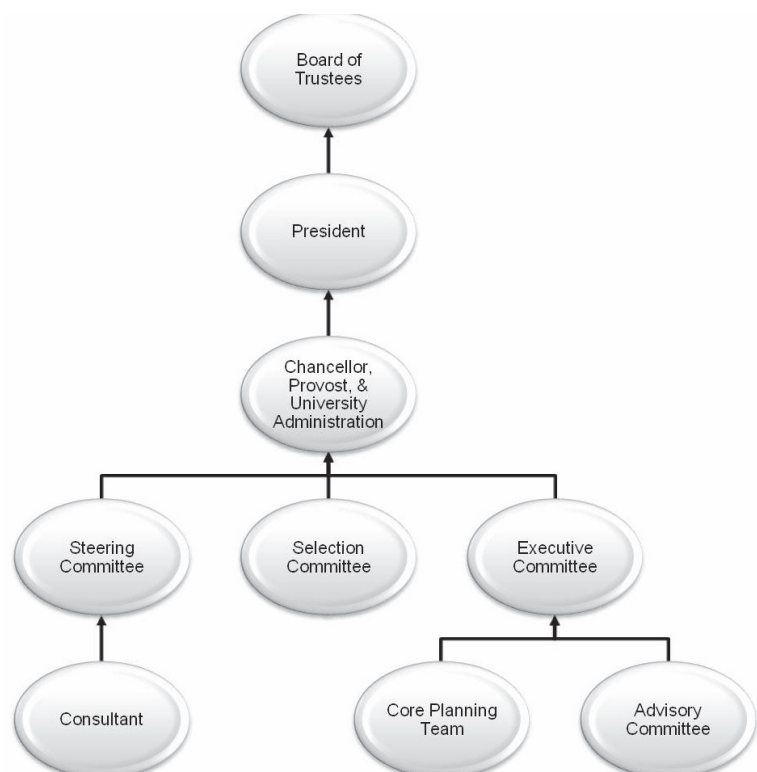 Board of
Trustees
President
Chancellor,
Provost, &
University
Administration
Steering
Committee
Selection
Committee
Executive
Committee
Consultant
Core Planning
Team
Advisory
Committee